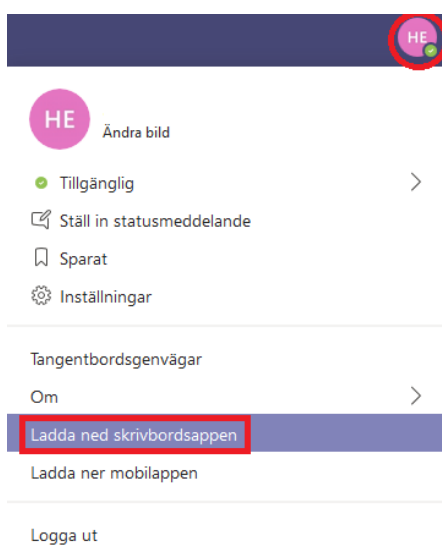 HE
HE
Ändra bild
Tillgänglig
Ställ in statusmeddelande
Sparat
Inställningar
Tangentbordsgenvägar
Om
Ladda ned skrivbordsappen
Ladda ner mobilappen
Logga ut